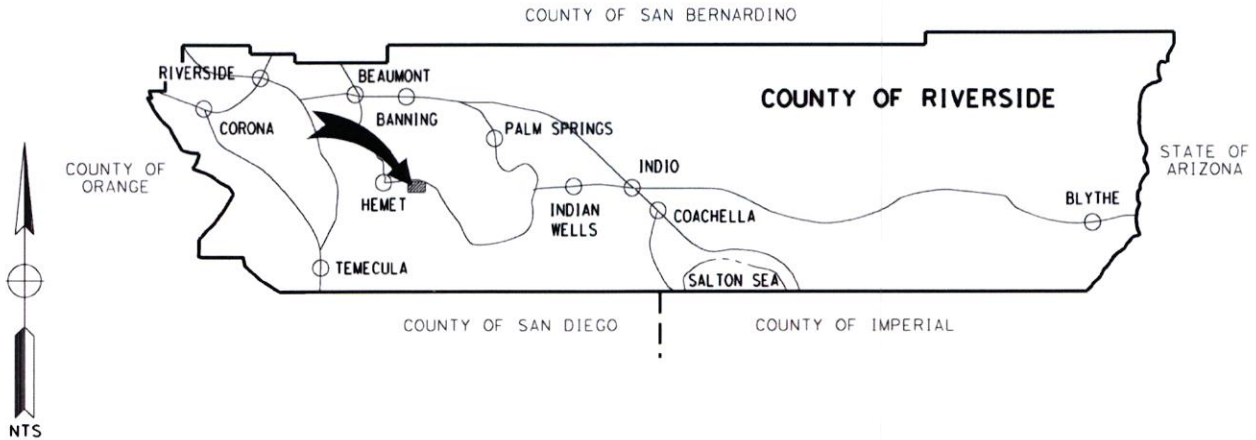 COUNTY OF SAN BERNARDINO
RIVERSIDE
BEAUMONT
COUNTY OF RIVERSIDE
CORONA
BANNING
PALM SPRINGS
COUNTY OF
ORANGE
STATE OF
ARIZONA
HEMET
INDIO
INDIAN
WELLS
COACHELLA
BLYTHE
TEMECULA
SALTON SEA
COUNTY OF SAN DIEGO
COUNTY OF IMPERIAL
NTS